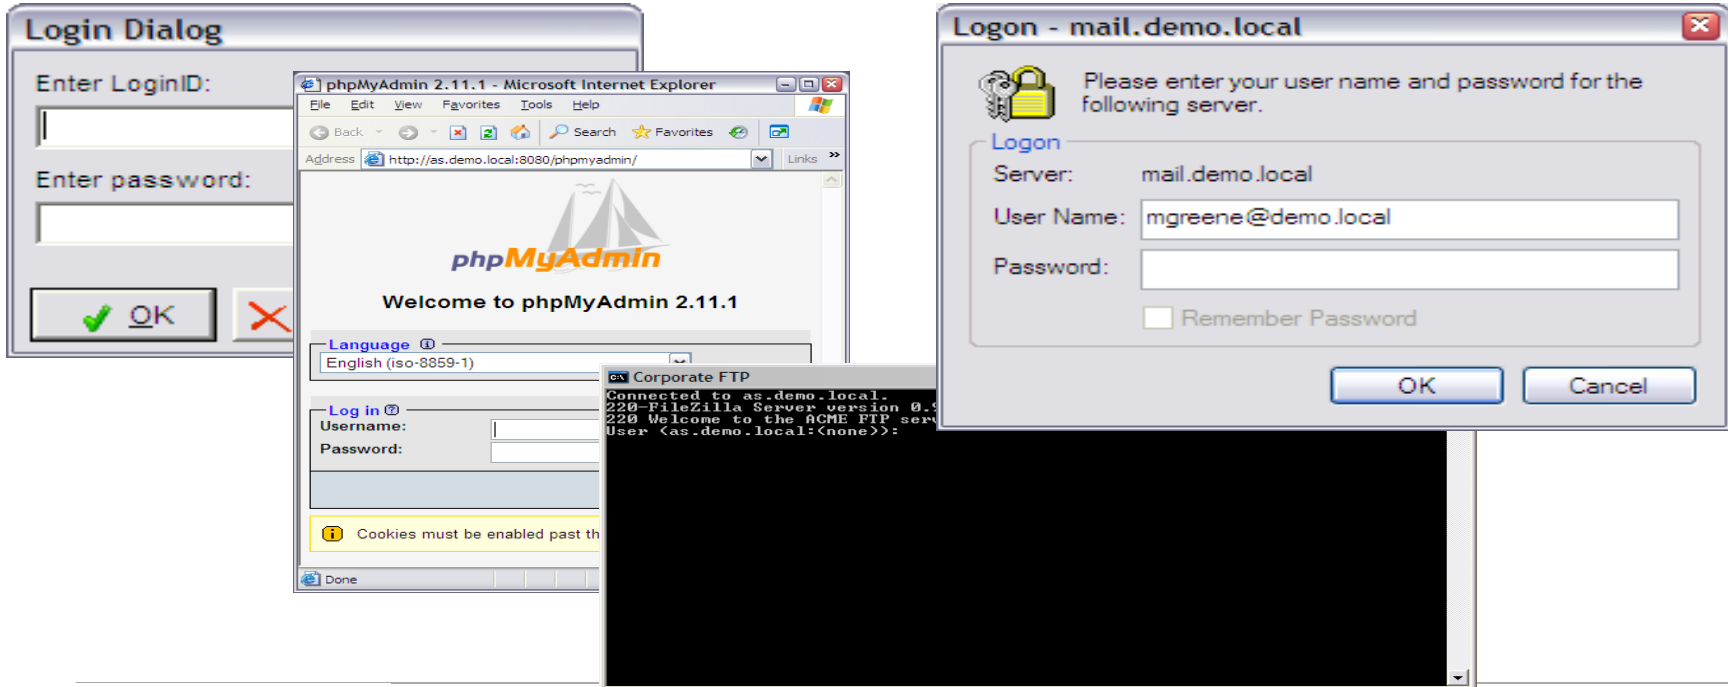 Login Dialog
Enter LoginID:
Enter password:
OK
phpMyAdmin 2.11.1 - Microsoft Internet Explorer
File Edit View Favorites Tools Help
Back Search Favorites
Address http://as.demo.local:8080/phpmyadmin/ Links »
phpMyAdmin
Welcome to phpMyAdmin 2.11.1
Language
English (iso-8859-1)
Log in
Username:
Password:
Cookies must be enabled past th
Done
Corporate FTP
Connected to as.demo.local.
220-FileZilla Server version 0.9
220 Welcome to the ACME FTP serv
User (as.demo.local:(none)):
Logon - mail.demo.local
Please enter your user name and password for the
following server.
Logon
Server: mail.demo.local
User Name: mgreene@demo.local
Password:
Remember Password
OK Cancel